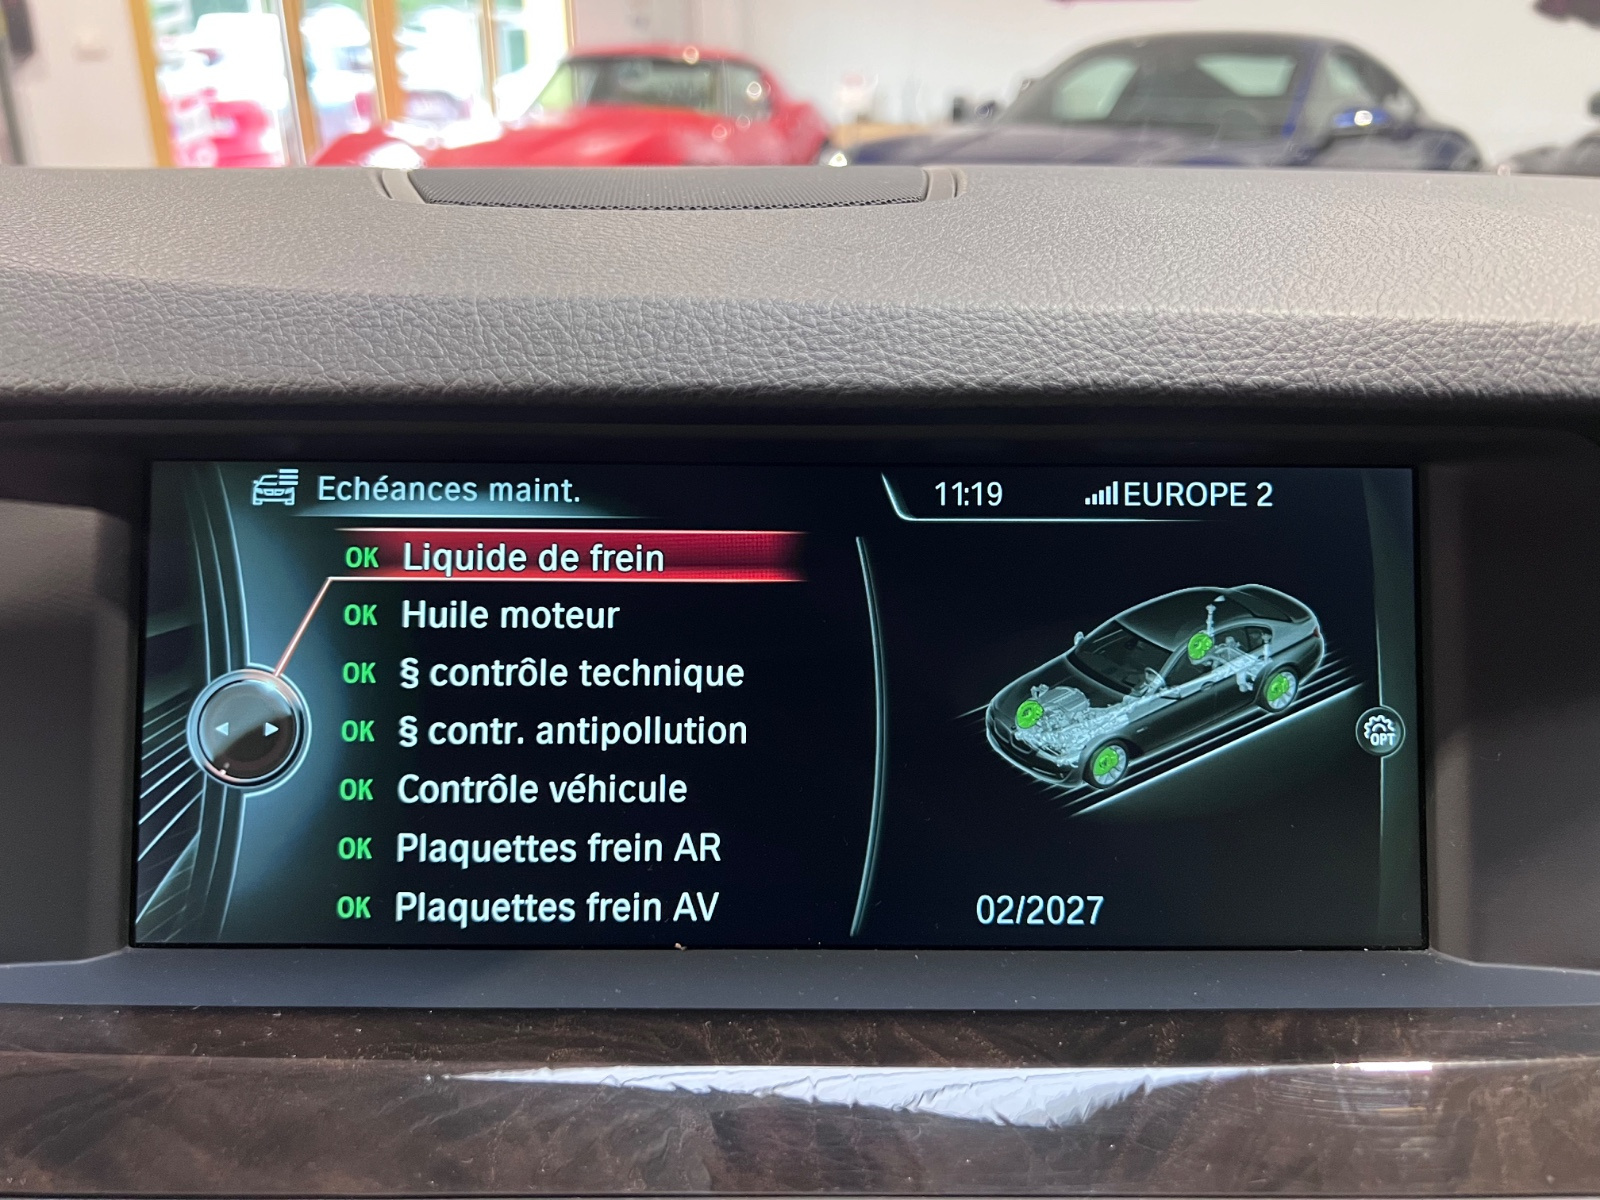 Echéances maint.
11:19
EUROPE 2
OK Liquide de frein
OK Huile moteur
OK § contrôle technique
OK § contr. antipollution
OK Contrôle véhicule
OK Plaquettes frein AR
OK Plaquettes frein AV
OPT
02/2027